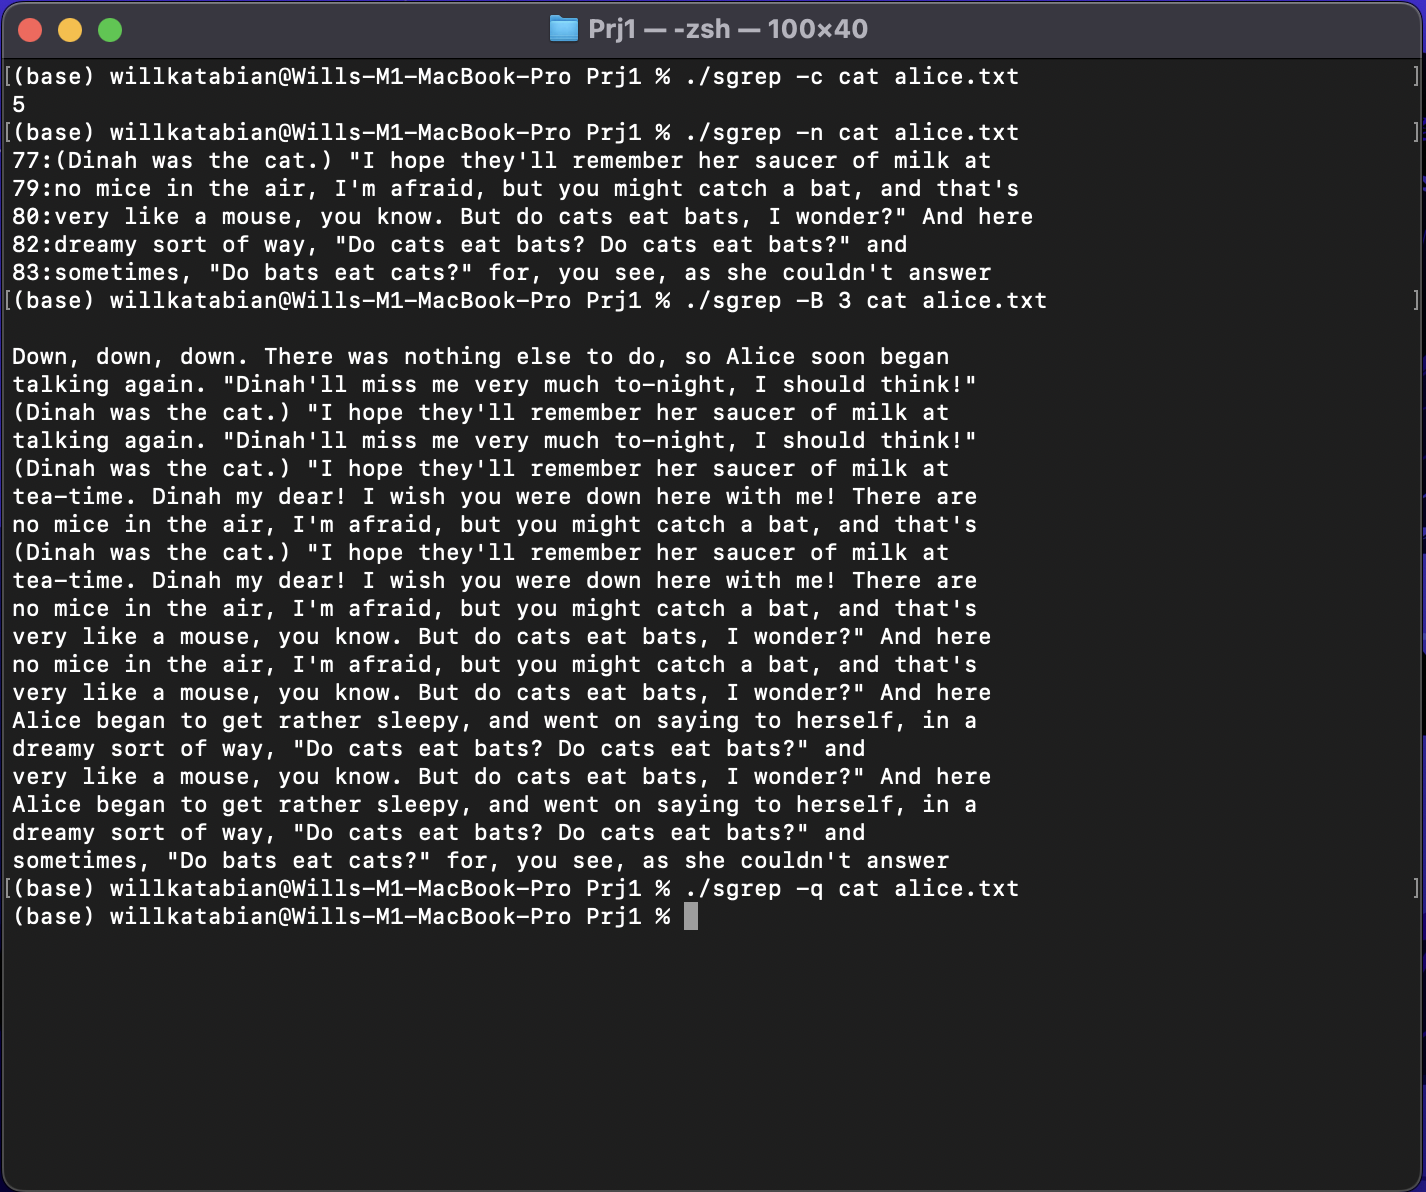 Prj1 — -zsh — 100×40
[(base) willkatabian@Wills-M1-MacBook-Pro Prj1 % ./sgrep -c cat alice.txt ]
5
[(base) willkatabian@Wills-M1-MacBook-Pro Prj1 % ./sgrep -n cat alice.txt ]
77:(Dinah was the cat.) "I hope they'll remember her saucer of milk at
79:no mice in the air, I'm afraid, but you might catch a bat, and that's
80:very like a mouse, you know. But do cats eat bats, I wonder?" And here
82:dreamy sort of way, "Do cats eat bats? Do cats eat bats?" and
83:sometimes, "Do bats eat cats?" for, you see, as she couldn't answer
[(base) willkatabian@Wills-M1-MacBook-Pro Prj1 % ./sgrep -B 3 cat alice.txt ]
Down, down, down. There was nothing else to do, so Alice soon began
talking again. "Dinah'll miss me very much to-night, I should think!"
(Dinah was the cat.) "I hope they'll remember her saucer of milk at
talking again. "Dinah'll miss me very much to-night, I should think!"
(Dinah was the cat.) "I hope they'll remember her saucer of milk at
tea-time. Dinah my dear! I wish you were down here with me! There are
no mice in the air, I'm afraid, but you might catch a bat, and that's
(Dinah was the cat.) "I hope they'll remember her saucer of milk at
tea-time. Dinah my dear! I wish you were down here with me! There are
no mice in the air, I'm afraid, but you might catch a bat, and that's
very like a mouse, you know. But do cats eat bats, I wonder?" And here
no mice in the air, I'm afraid, but you might catch a bat, and that's
very like a mouse, you know. But do cats eat bats, I wonder?" And here
Alice began to get rather sleepy, and went on saying to herself, in a
dreamy sort of way, "Do cats eat bats? Do cats eat bats?" and
very like a mouse, you know. But do cats eat bats, I wonder?" And here
Alice began to get rather sleepy, and went on saying to herself, in a
dreamy sort of way, "Do cats eat bats? Do cats eat bats?" and
sometimes, "Do bats eat cats?" for, you see, as she couldn't answer
[(base) willkatabian@Wills-M1-MacBook-Pro Prj1 % ./sgrep -q cat alice.txt ]
(base) willkatabian@Wills-M1-MacBook-Pro Prj1 %